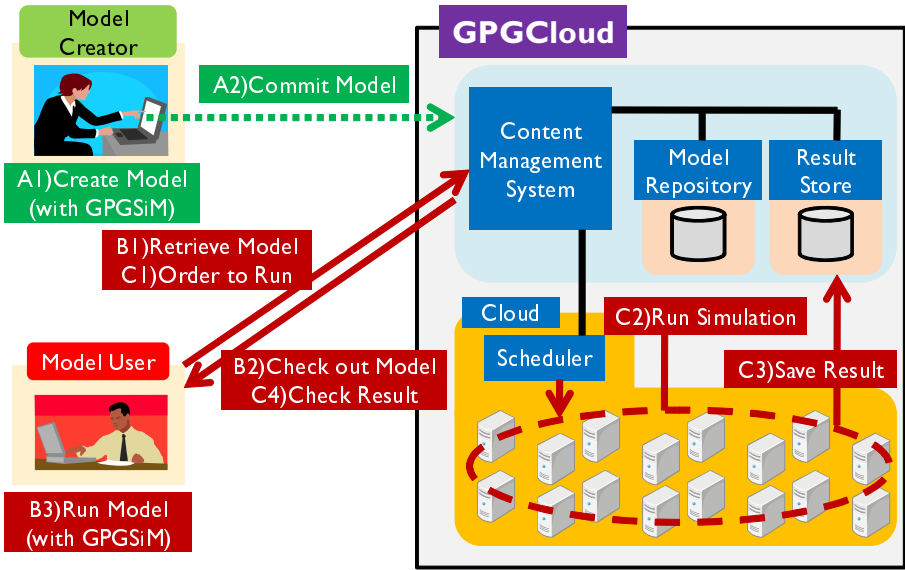 Model
Creator
GPGCloud
A2)Commit Model
Content
Management
System
Model
Repository
Result
Store
A1)Create Model
(with GPGSiM)
B1)Retrieve Model
C1)Order to Run
Cloud
C2)Run Simulation
Scheduler
Model User
B2)Check out Model
C4)Check Result
C3)Save Result
B3)Run Model
(with GPGSiM)